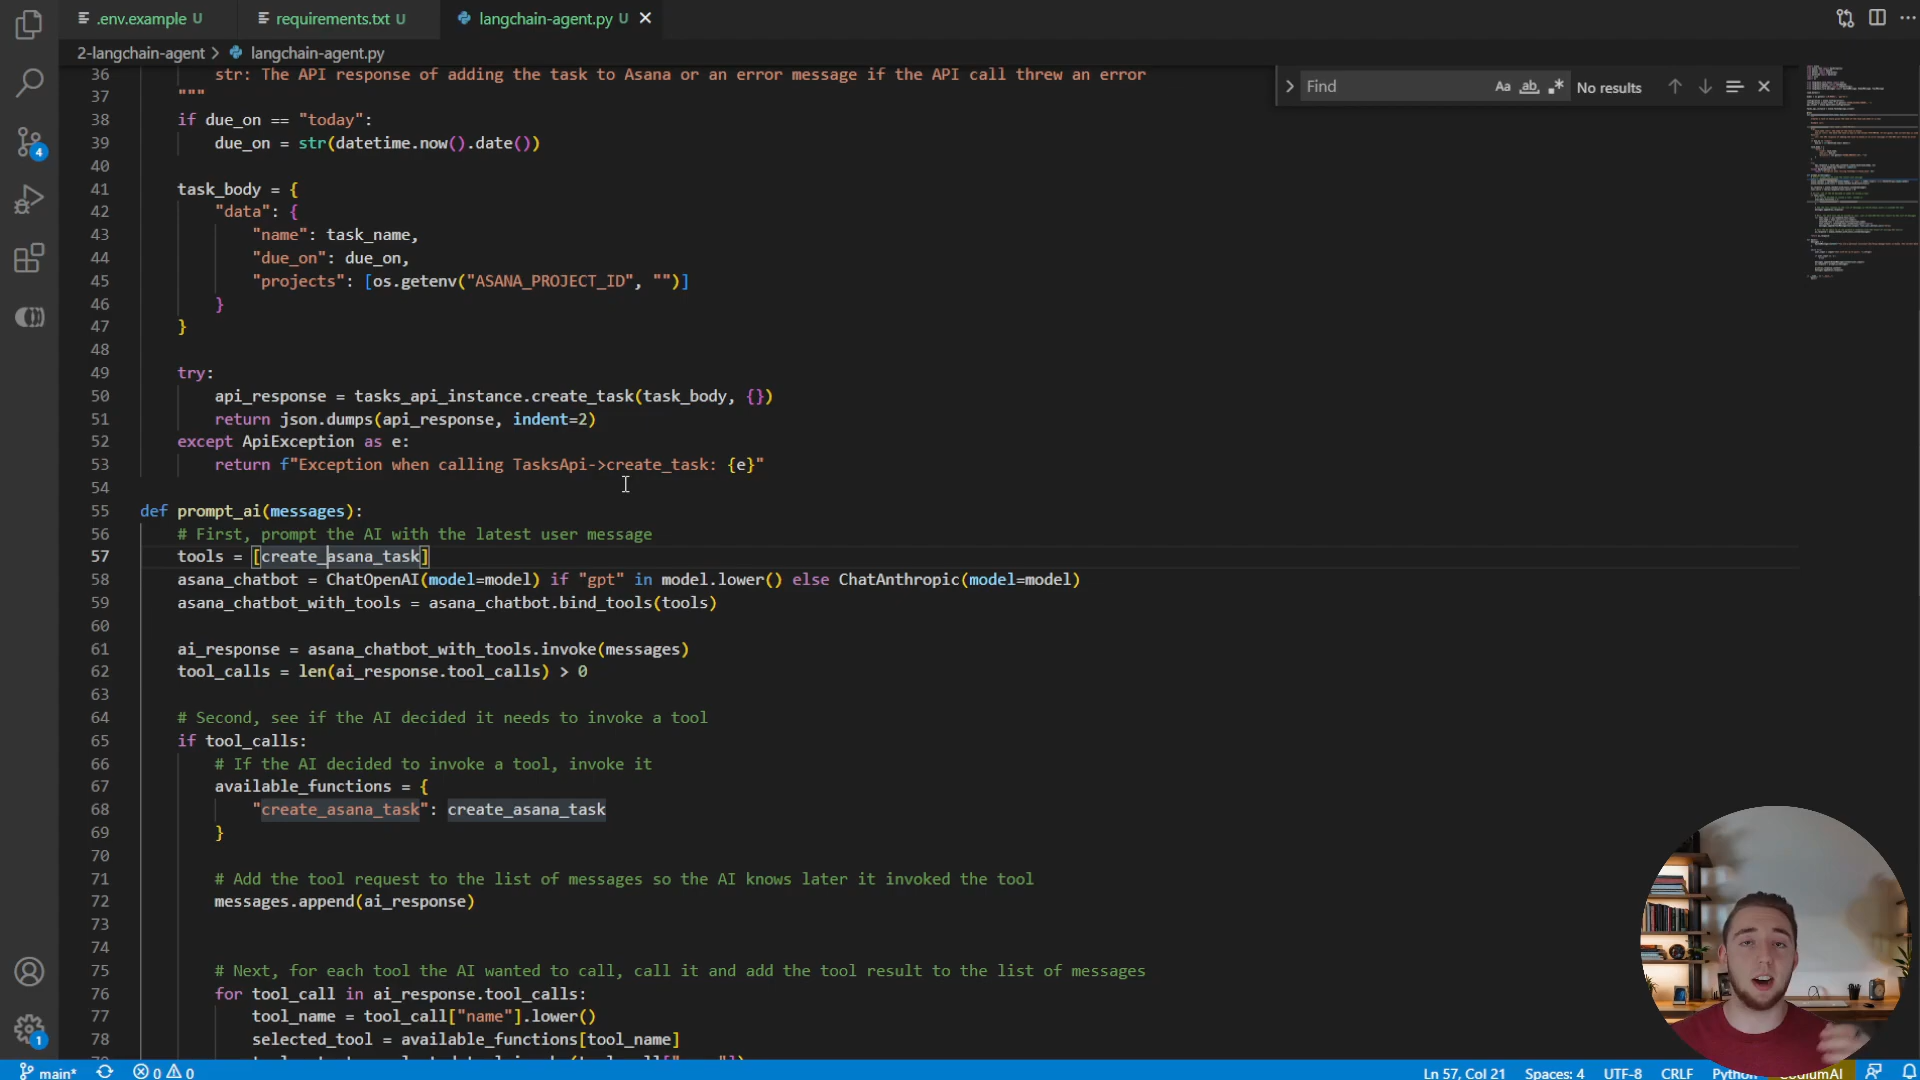 .env.example U
requirements.txt U
langchain-agent.py U
2-langchain-agent > langchain-agent.py
Find
Aa
ab
No results
36 str: The API response of adding the task to Asana or an error message if the API call threw an error
37 """
38 if due_on == "today":
39 due_on = str(datetime.now().date())
40
41 task_body = {
42 "data": {
43 "name": task_name,
44 "due_on": due_on,
45 "projects": [os.getenv("ASANA_PROJECT_ID", "")]
46 }
47 }
48
49 try:
50 api_response = tasks_api_instance.create_task(task_body, {})
51 return json.dumps(api_response, indent=2)
52 except ApiException as e:
53 return f"Exception when calling TasksApi->create_task: {e}"
54
55 def prompt_ai(messages):
56 # First, prompt the AI with the latest user message
57 tools = [create_asana_task]
58 asana_chatbot = ChatOpenAI(model=model) if "gpt" in model.lower() else ChatAnthropic(model=model)
59 asana_chatbot_with_tools = asana_chatbot.bind_tools(tools)
60
61 ai_response = asana_chatbot_with_tools.invoke(messages)
62 tool_calls = len(ai_response.tool_calls) > 0
63
64 # Second, see if the AI decided it needs to invoke a tool
65 if tool_calls:
66 # If the AI decided to invoke a tool, invoke it
67 available_functions = {
68 "create_asana_task": create_asana_task
69 }
70
71 # Add the tool request to the list of messages so the AI knows later it invoked the tool
72 messages.append(ai_response)
73
74
75 # Next, for each tool the AI wanted to call, call it and add the tool result to the list of messages
76 for tool_call in ai_response.tool_calls:
77 tool_name = tool_call["name"].lower()
78 selected_tool = available_functions[tool_name]
4
1
main*
0 0
Ln 57, Col 21
Spaces: 4
UTF-8
CRLF
Python